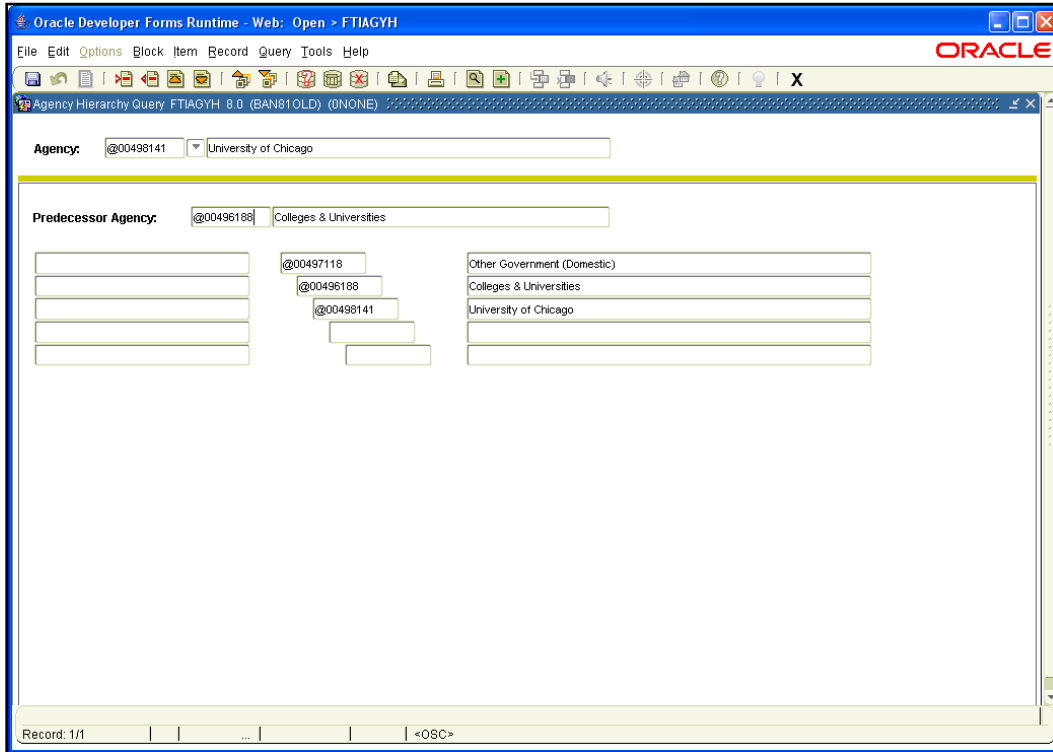 Oracle Developer Forms Runtime - Web: Open > FTIAGYH
File Edit Options Block Item Record Query Tools Help
ORACLE
X
Agency Hierarchy Query FTIAGYH 8.0 (BAN81OLD) (0NONE)
Agency: @00498141 University of Chicago
Predecessor Agency: @00496188 Colleges & Universities
@00497118 Other Government (Domestic)
@00496188 Colleges & Universities
@00498141 University of Chicago
Record: 1/1 ... <OSC>